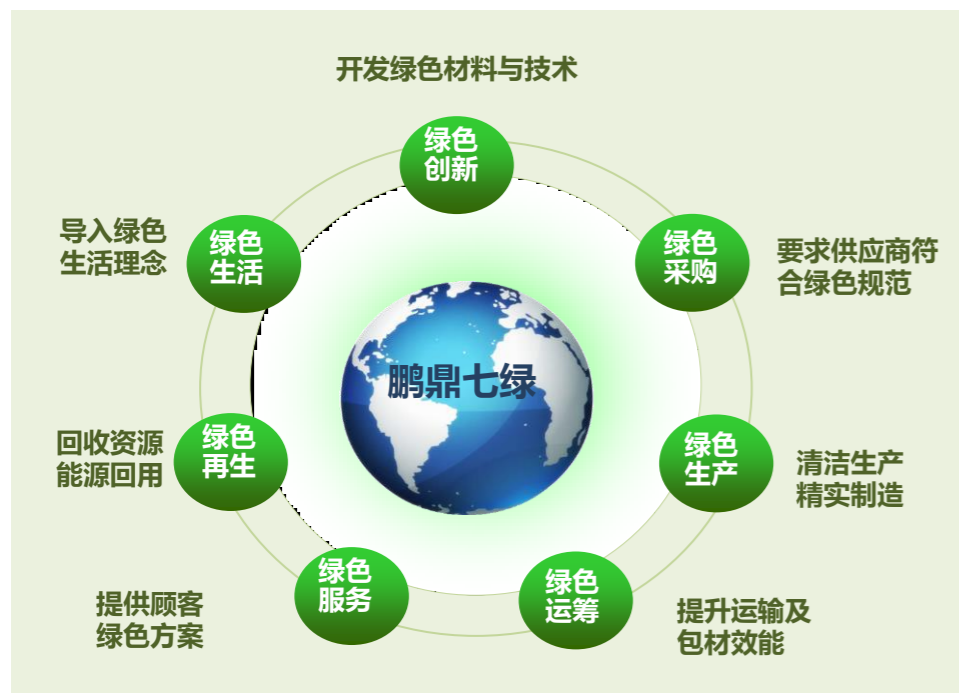 开发绿色材料与技术
绿色
创新
导入绿色
生活理念
绿色
生活
绿色
采购
要求供应商符
合绿色规范
鹏鼎七绿
回收资源
能源回用
绿色
再生
绿色
生产
清洁生产
精实制造
提供顾客
绿色方案
绿色
服务
绿色
运筹
提升运输及
包材效能